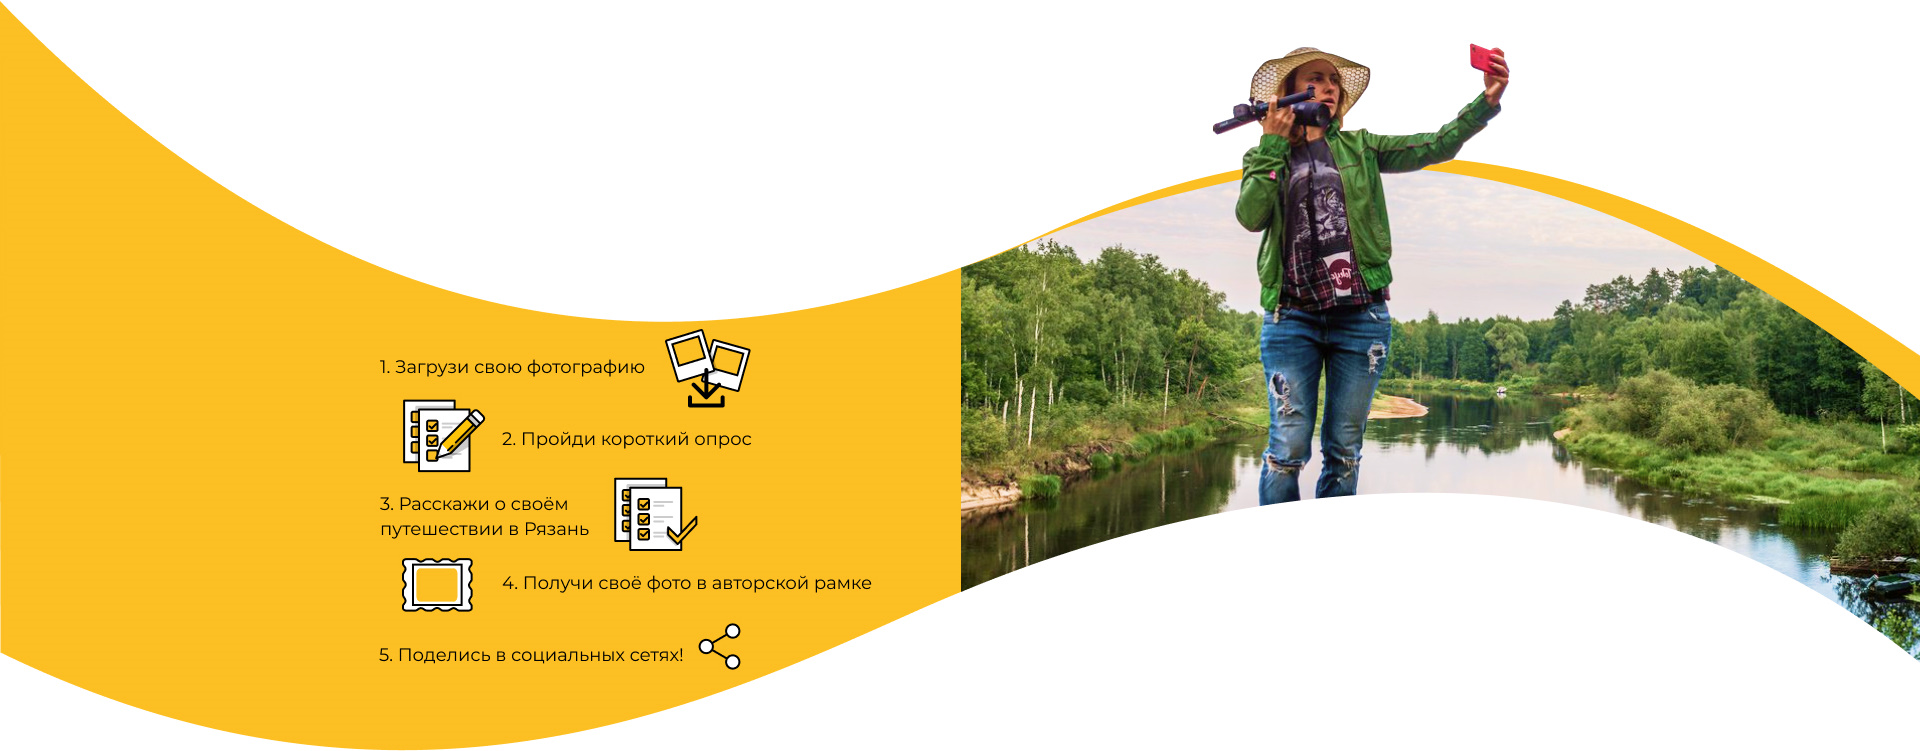 1. Загрузи свою фотографию
2. Пройди короткий опрос
3. Расскажи о своём
путешествии в Рязань
4. Получи своё фото в авторской рамке
5. Поделись в социальных сетях!